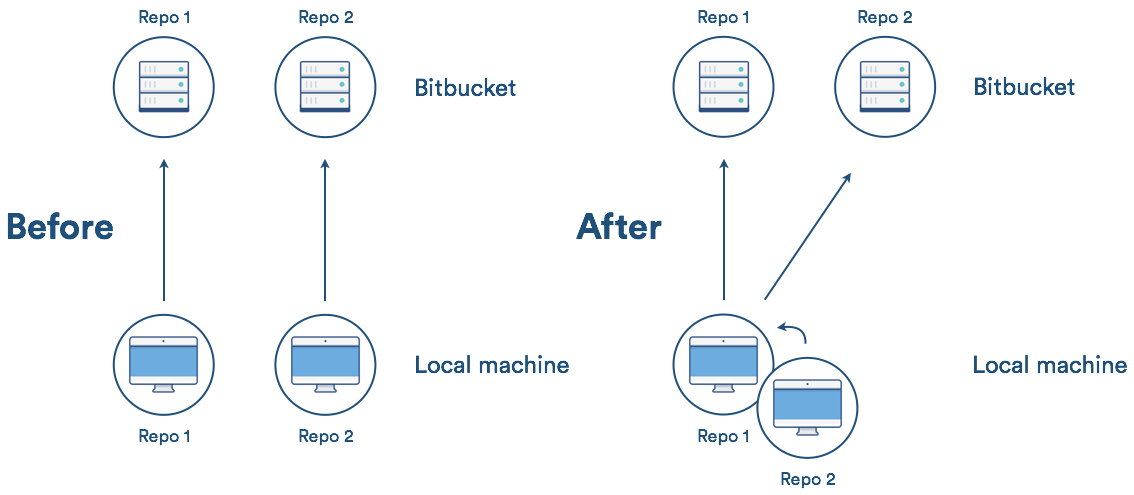 Repo 1
Repo 2
Bitbucket
Before
Local machine
Repo 1
Repo 2
Repo 1
Repo 2
Bitbucket
After
Local machine
Repo 1
Repo 2